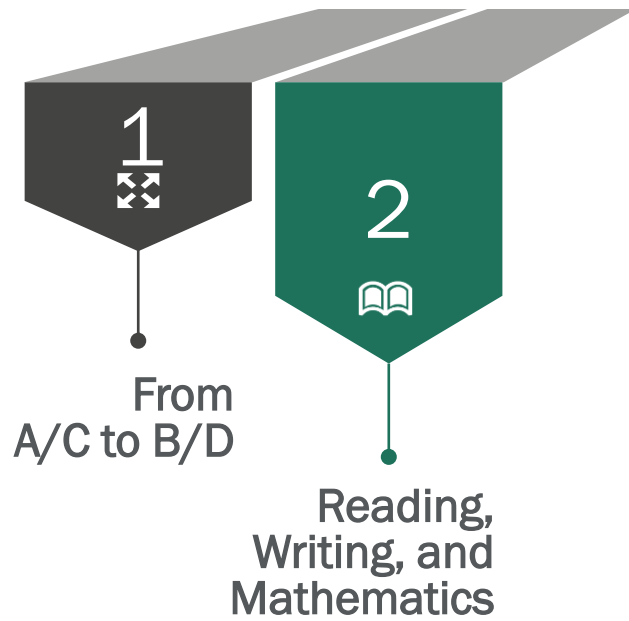 1
From
A/C to B/D
2
Reading,
Writing, and
Mathematics